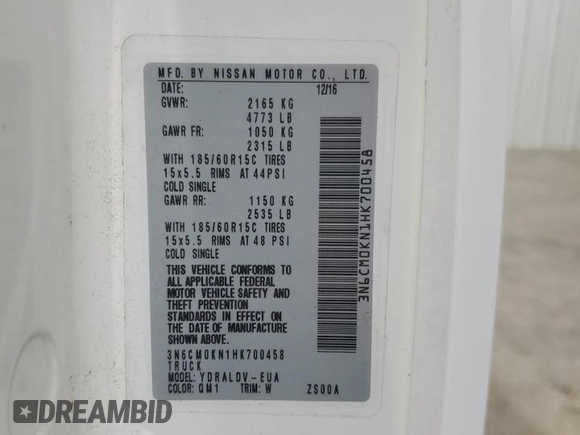 MFD. BY NISSAN MOTOR CO., LTD.
DATE: 12/16
GVWR: 2165 KG
4773 LB
GAWR FR: 1050 KG
2315 LB
WITH 185/60R15C TIRES
15x5.5 RIMS AT 44PSI
COLD SINGLE
GAWR RR: 1150 KG
2535 LB
WITH 185/60R15C TIRES
15x5.5 RIMS AT 48 PSI
COLD SINGLE
THIS VEHICLE CONFORMS TO
ALL APPLICABLE FEDERAL
MOTOR VEHICLE SAFETY AND
THEFT PREVENTION
STANDARDS IN EFFECT ON
THE DATE OF MANUFACTURE
SHOWN ABOVE.
3N6CM0KN1HK700458
TRUCK
MODEL: YDRALDV-EUA
COLOR: QM1 TRIM: W ZS00A
3N6CM0KN1HK700458
DREAMBID